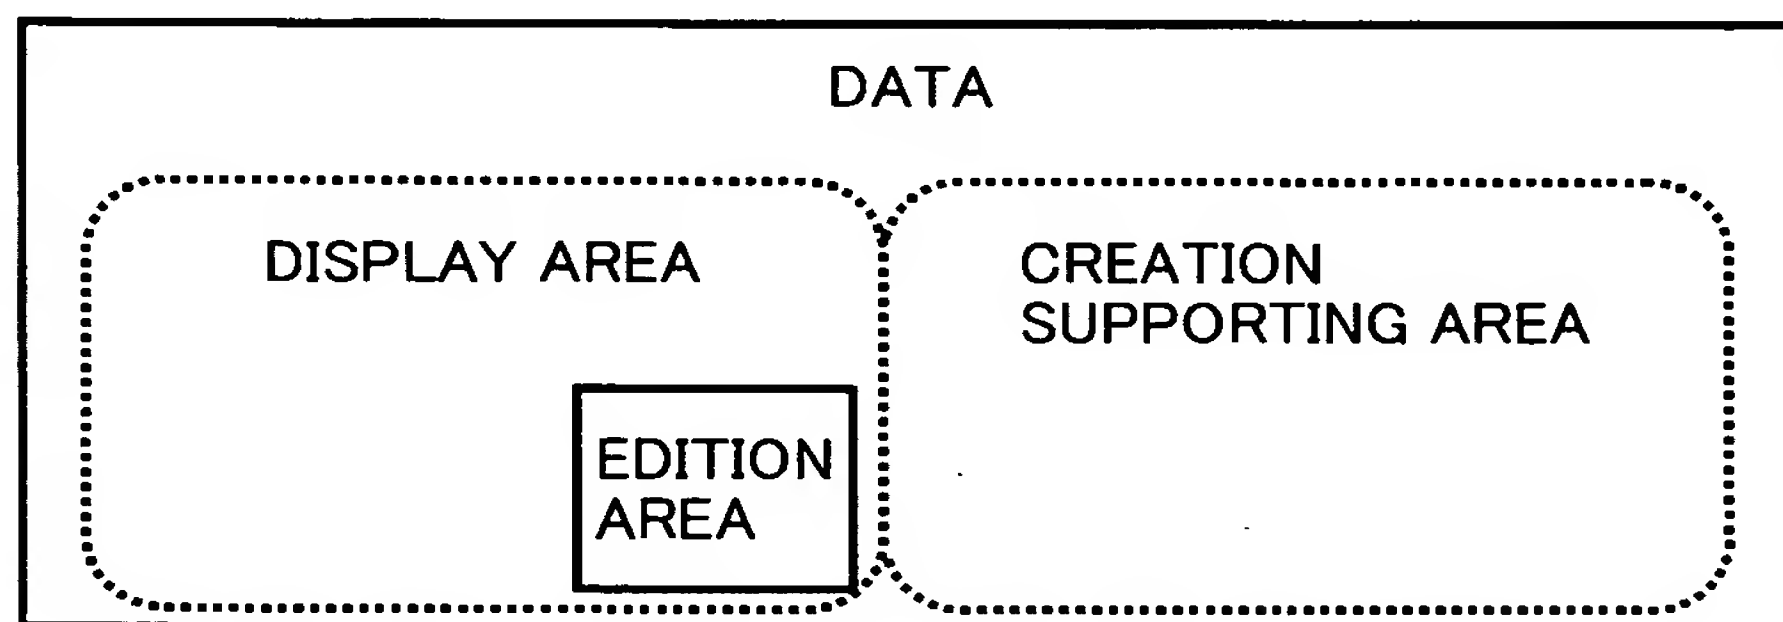 DATA
DISPLAY AREA
CREATION
SUPPORTING AREA
EDITION
AREA